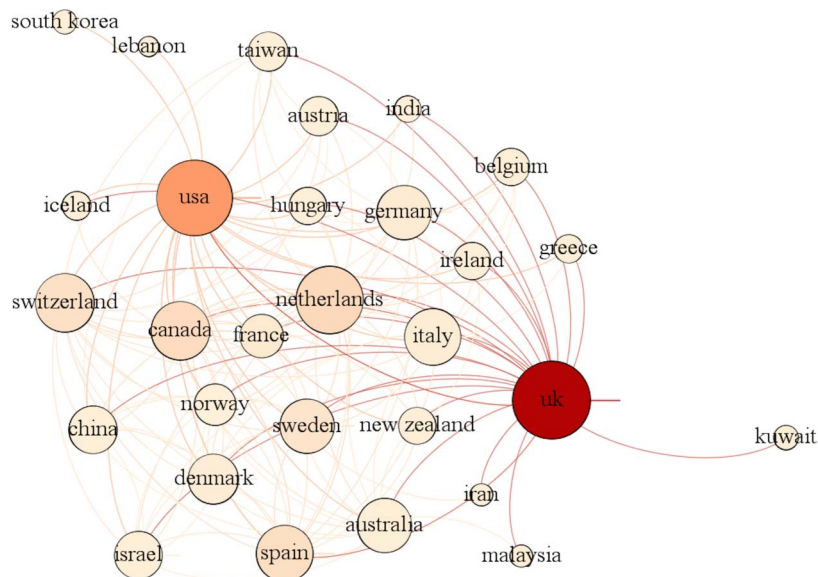 south korea
lebanon
taiwan
india
austria
belgium
usa
iceland
hungary
germany
greece
ireland
switzerland
netherlands
canada
france
italy
uk
norway
china
sweden
new zealand
kuwait
denmark
iran
australia
israel
spain
malaysia